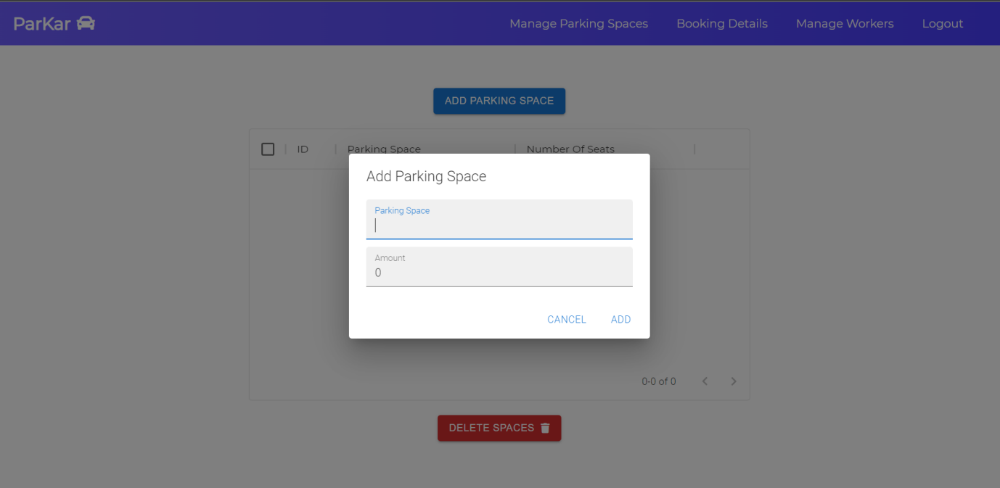 ParKar
Manage Parking Spaces
Booking Details
Manage Workers
Logout
ADD PARKING SPACE
ID
Parking Space
Number Of Seats
Add Parking Space
Parking Space
Amount
0
CANCEL
ADD
0-0 of 0
DELETE SPACES